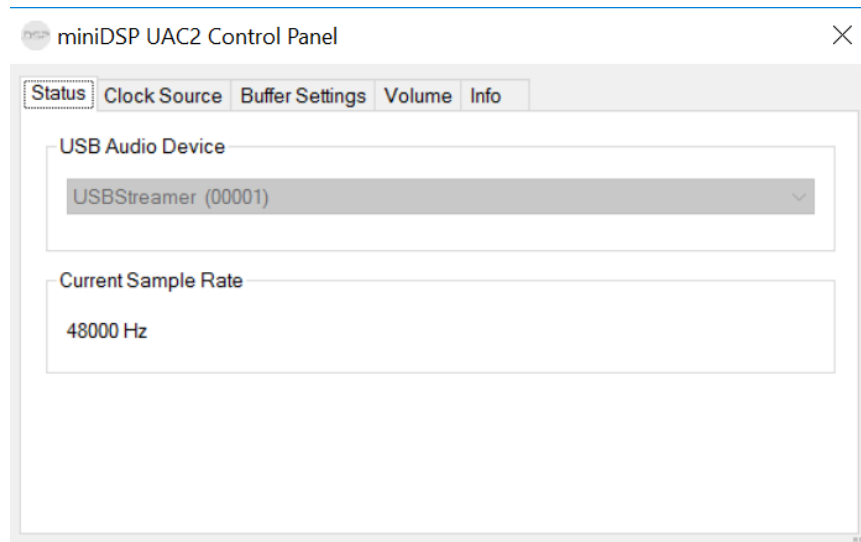 miniDSP UAC2 Control Panel
Status Clock Source Buffer Settings Volume Info
USB Audio Device
USBStreamer (00001)
Current Sample Rate
48000 Hz